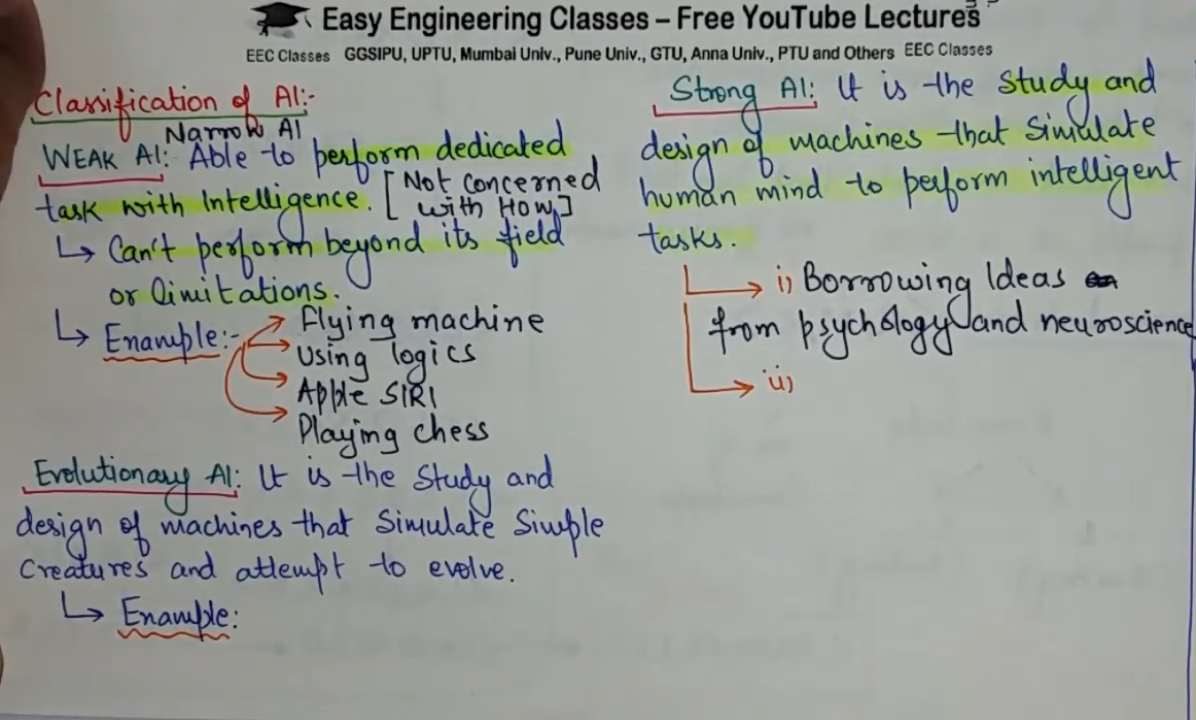 Easy Engineering Classes – Free YouTube Lectures
EEC Classes GGSIPU, UPTU, Mumbai Univ., Pune Univ., GTU, Anna Univ., PTU and Others EEC Classes
Classification of AI:-
Narrow AI
WEAK AI: Able to perform dedicated
task with Intelligence. [Not concerned
with How]
↳ Can't perform beyond its field
or limitations.
↳ Example:-
→ Flying machine
→ Using logics
→ Apple SIRI
→ Playing chess
Evolutionary AI: It is the study and
design of machines that simulate simple
creatures and attempt to evolve.
↳ Example:
Strong AI: It is the study and
design of machines that simulate
human mind to perform intelligent
tasks.
→ i) Borrowing Ideas
from psychology and neuroscience
→ ii)